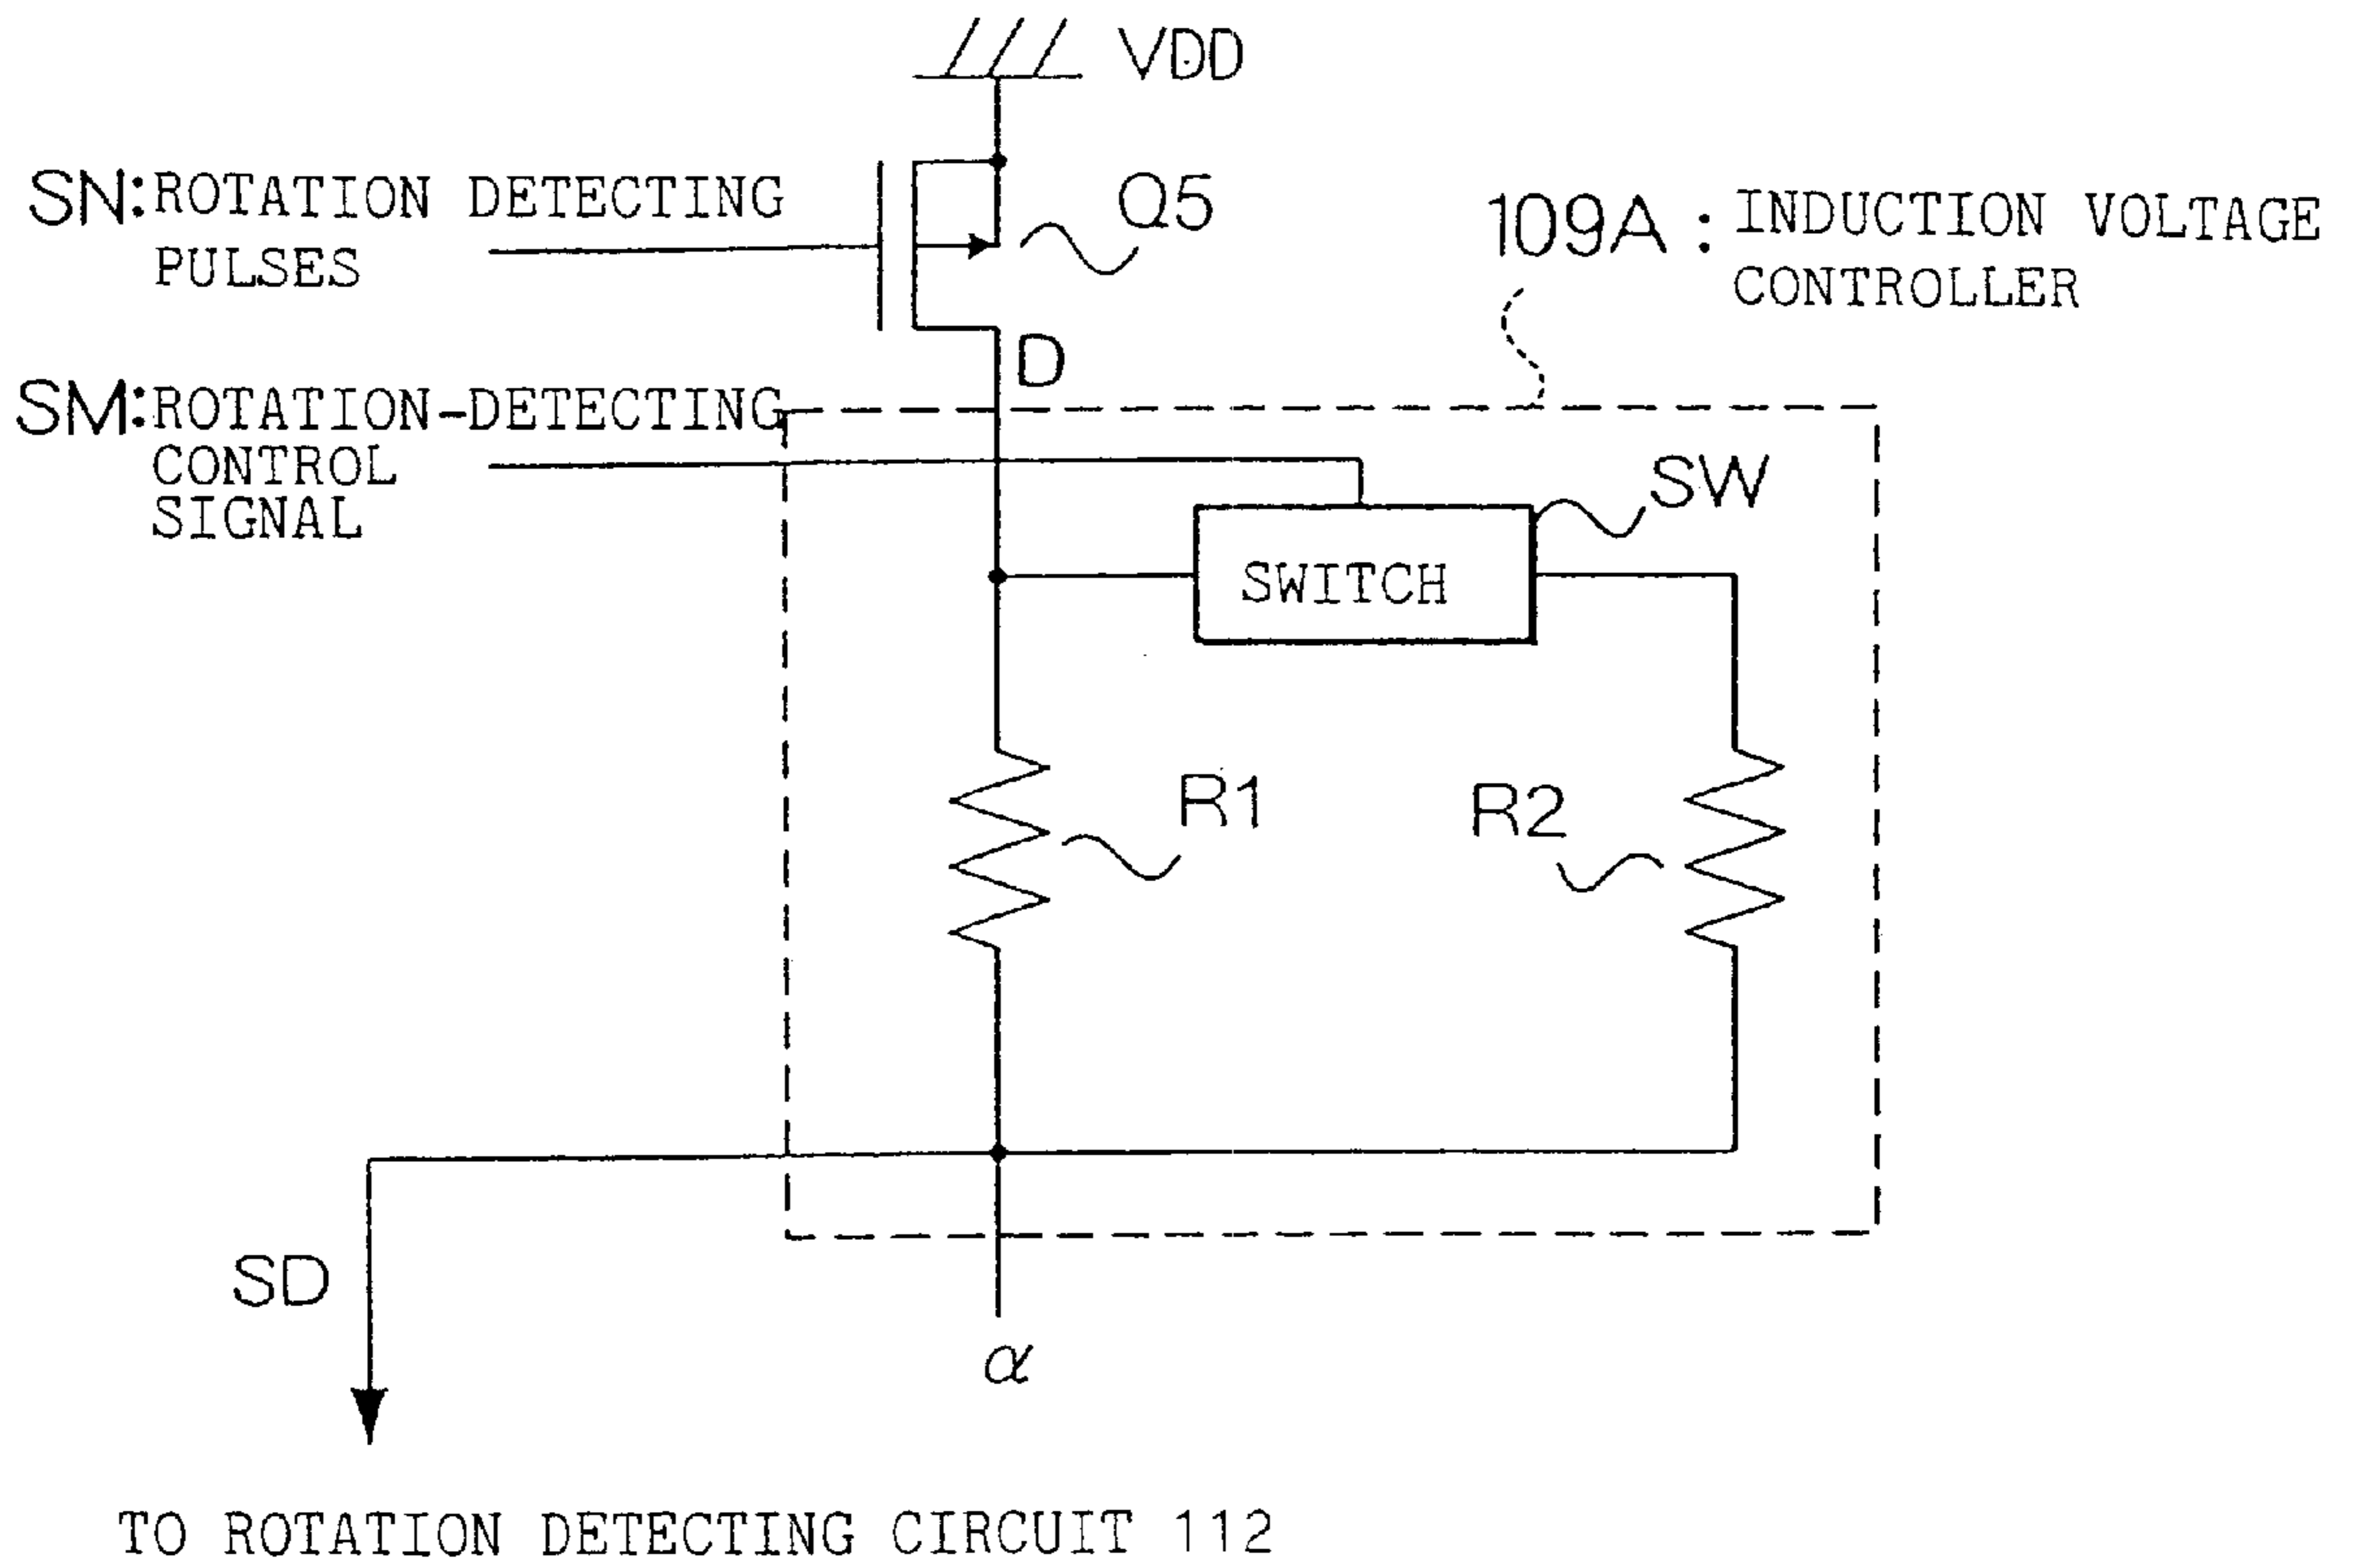 VDD
SN:ROTATION DETECTING
PULSES
Q5
109A : INDUCTION VOLTAGE
CONTROLLER
D
SM:ROTATION-DETECTING
CONTROL
SIGNAL
SW
SWITCH
R1
R2
SD
α
TO ROTATION DETECTING CIRCUIT 112